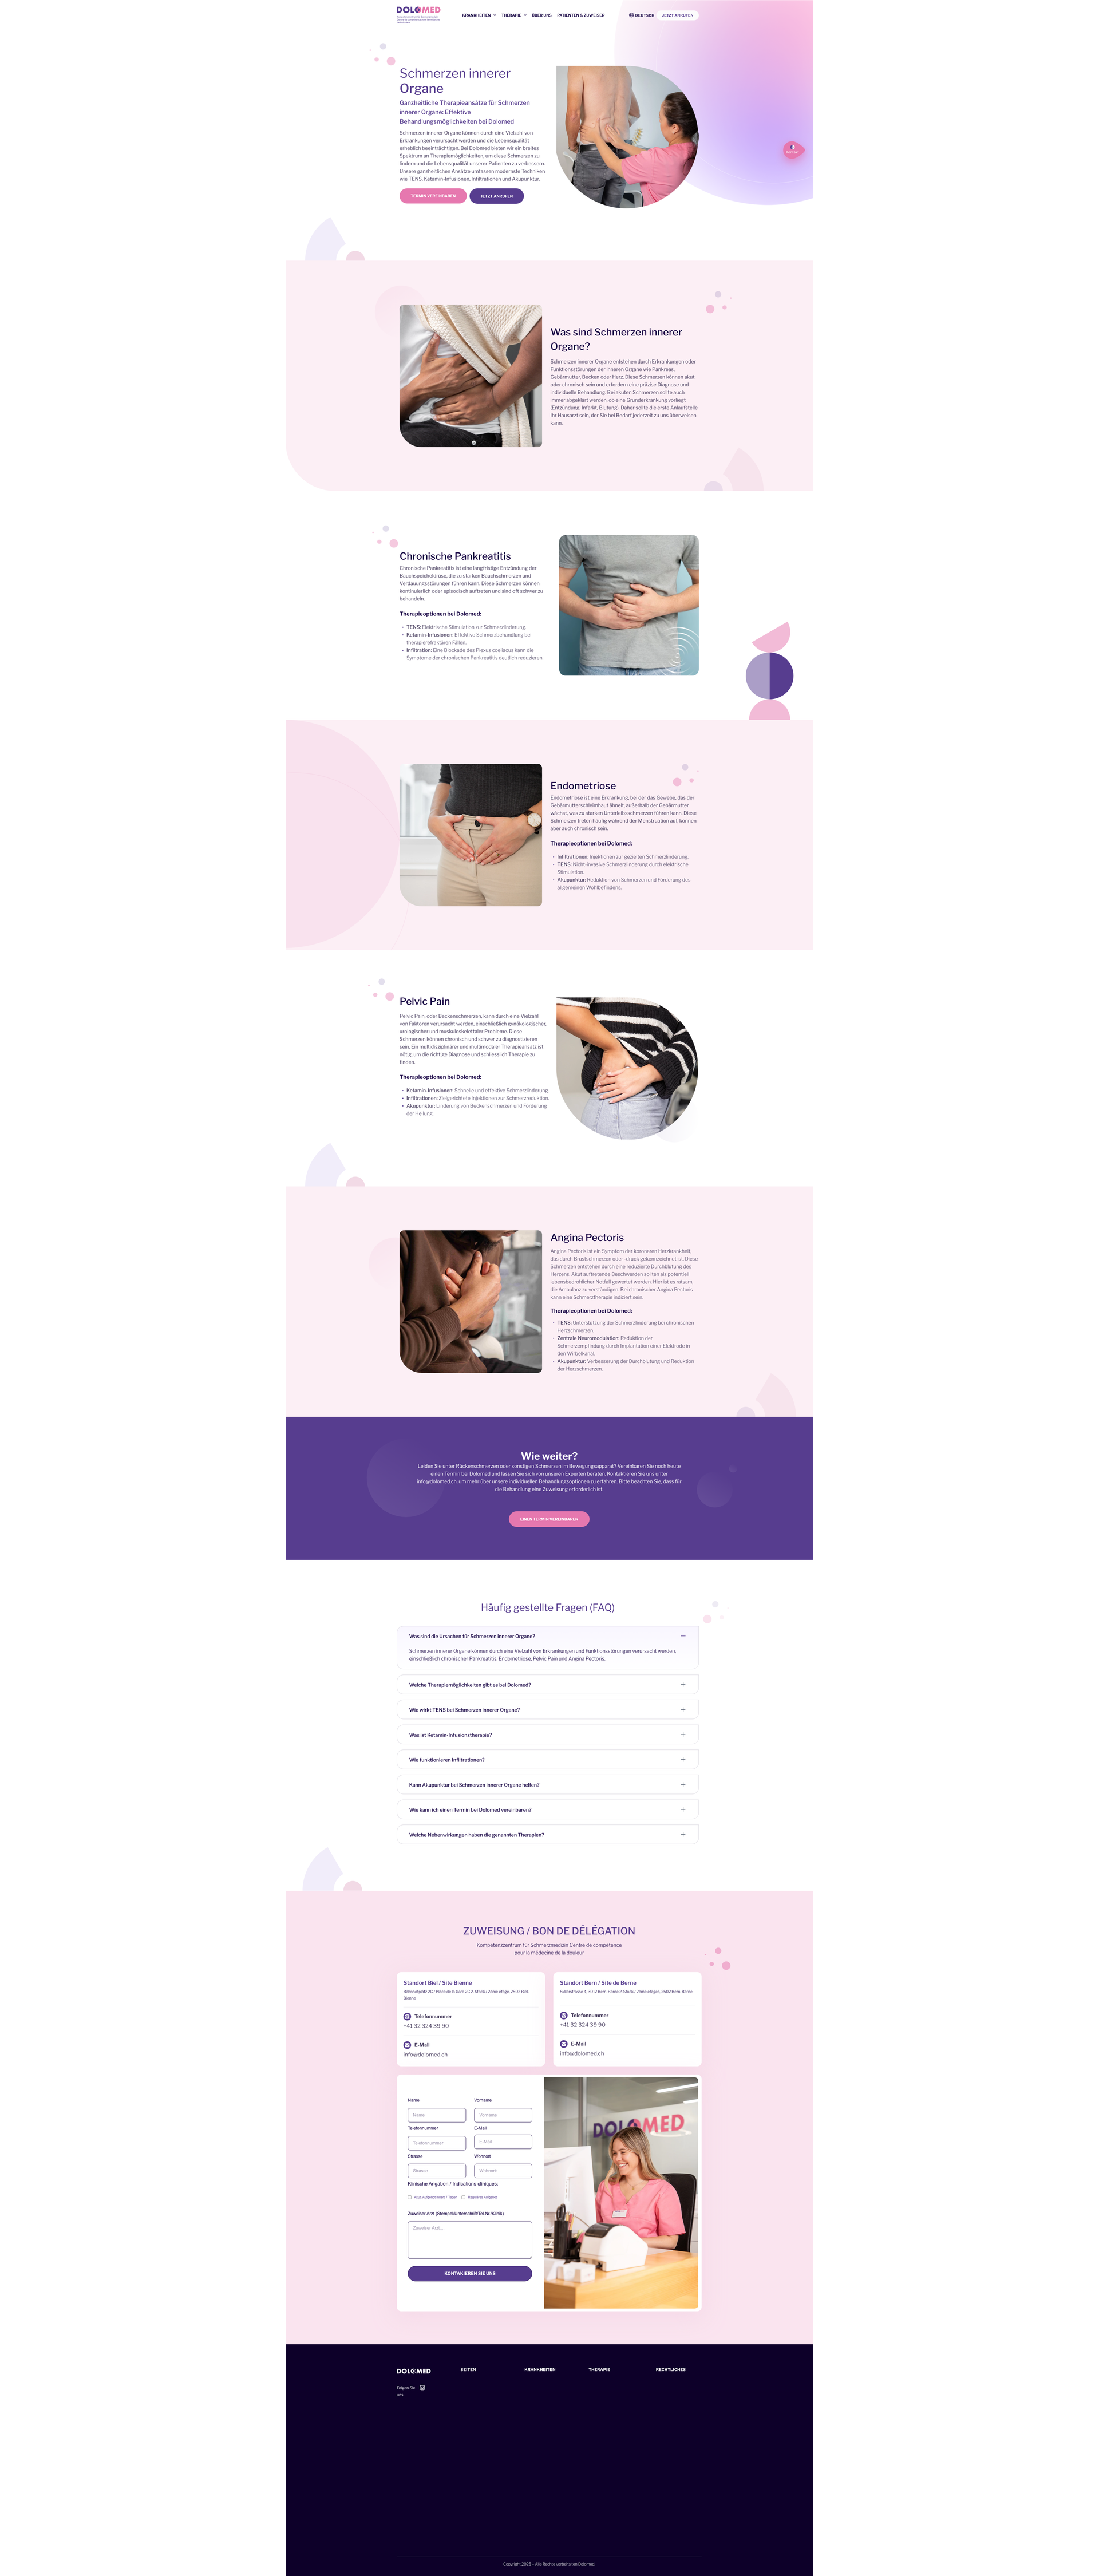 DOLOMED
KRANKHEITEN
THERAPIE
ÜBER UNS
PATIENTEN & ZUWEISER
DEUTSCH
JETZT ANRUFEN
Schmerzen innerer
Organe
Ganzheitliche Therapieansätze für Schmerzen
innerer Organe: Effektive
Behandlungsmöglichkeiten bei Dolomed
Schmerzen innerer Organe können durch eine Vielzahl von
Erkrankungen verursacht werden und die Lebensqualität
erheblich beeinträchtigen. Bei Dolomed bieten wir ein breites
Spektrum an Therapiemöglichkeiten, um diese Schmerzen zu
lindern und die Lebensqualität unserer Patienten zu verbessern.
Unsere ganzheitlichen Ansätze umfassen modernste Techniken
wie TENS, Ketamin-Infusionen, Infiltrationen und Akupunktur.
TERMIN VEREINBAREN
JETZT ANRUFEN
Was sind Schmerzen innerer
Organe?
Schmerzen innerer Organe entstehen durch Erkrankungen oder
Funktionsstörungen der inneren Organe wie Pankreas,
Gebärmutter, Becken oder Herz. Diese Schmerzen können akut
oder chronisch sein und erfordern eine präzise Diagnose und
individuelle Behandlung. Bei akuten Schmerzen sollte auch
immer abgeklärt werden, ob eine Grunderkrankung vorliegt
(Entzündung, Infarkt, Blutung). Daher sollte die erste Anlaufstelle
Ihr Hausarzt sein, der Sie bei Bedarf jederzeit zu uns überweisen
kann.
Chronische Pankreatitis
Chronische Pankreatitis ist eine langfristige Entzündung der
Bauchspeicheldrüse, die zu starken Bauchschmerzen und
Verdauungsstörungen führen kann. Diese Schmerzen können
kontinuierlich oder episodisch auftreten und sind oft schwer zu
behandeln.
Therapieoptionen bei Dolomed:
• TENS: Elektrische Stimulation zur Schmerzlinderung.
• Ketamin-Infusionen: Effektive Schmerzbehandlung bei
therapierefraktären Fällen.
• Infiltration: Eine Blockade des Plexus coeliacus kann die
Symptome der chronischen Pankreatitis deutlich reduzieren.
Endometriose
Endometriose ist eine Erkrankung, bei der das Gewebe, das der
Gebärmutterschleimhaut ähnelt, außerhalb der Gebärmutter
wächst, was zu starken Unterleibsschmerzen führen kann. Diese
Schmerzen treten häufig während der Menstruation auf, können
aber auch chronisch sein.
Therapieoptionen bei Dolomed:
• Infiltrationen: Injektionen zur gezielten Schmerzlinderung.
• TENS: Nicht-invasive Schmerzlinderung durch elektrische
Stimulation.
• Akupunktur: Reduktion von Schmerzen und Förderung des
allgemeinen Wohlbefindens.
Pelvic Pain
Pelvic Pain, oder Beckenschmerzen, kann durch eine Vielzahl
von Faktoren verursacht werden, einschließlich gynäkologischer,
urologischer und muskuloskelettaler Probleme. Diese
Schmerzen können chronisch und schwer zu diagnostizieren
sein. Ein multidisziplinärer und multimodaler Therapieansatz ist
nötig, um die richtige Diagnose und schliesslich Therapie zu
finden.
Therapieoptionen bei Dolomed:
• Ketamin-Infusionen: Schnelle und effektive Schmerzlinderung.
• Infiltrationen: Zielgerichtete Injektionen zur Schmerzreduktion.
• Akupunktur: Linderung von Beckenschmerzen und Förderung
der Heilung.
Angina Pectoris
Angina Pectoris ist ein Symptom der koronaren Herzkrankheit,
das durch Brustschmerzen oder -druck gekennzeichnet ist. Diese
Schmerzen entstehen durch eine reduzierte Durchblutung des
Herzens. Akut auftretende Beschwerden sollten als potentiell
lebensbedrohlicher Notfall gewertet werden. Hier ist es ratsam,
die Ambulanz zu verständigen. Bei chronischer Angina Pectoris
kann eine Schmerztherapie indiziert sein.
Therapieoptionen bei Dolomed:
• TENS: Unterstützung der Schmerzlinderung bei chronischen
Herzschmerzen.
• Zentrale Neuromodulation: Reduktion der
Schmerzempfindung durch Implantation einer Elektrode in
den Wirbelkanal.
• Akupunktur: Verbesserung der Durchblutung und Reduktion
der Herzschmerzen.
Wie weiter?
Leiden Sie unter Rückenschmerzen oder sonstigen Schmerzen im Bewegungsapparat? Vereinbaren Sie noch heute
einen Termin bei Dolomed und lassen Sie sich von unseren Experten beraten. Kontaktieren Sie uns unter
info@dolomed.ch, um mehr über unsere individuellen Behandlungsoptionen zu erfahren. Bitte beachten Sie, dass für
die Behandlung eine Zuweisung erforderlich ist.
EINEN TERMIN VEREINBAREN
Häufig gestellte Fragen (FAQ)
Was sind die Ursachen für Schmerzen innerer Organe?
Schmerzen innerer Organe können durch eine Vielzahl von Erkrankungen und Funktionsstörungen verursacht werden,
einschließlich chronischer Pankreatitis, Endometriose, Pelvic Pain und Angina Pectoris.
Welche Therapiemöglichkeiten gibt es bei Dolomed?
Wie wirkt TENS bei Schmerzen innerer Organe?
Was ist Ketamin-Infusionstherapie?
Wie funktionieren Infiltrationen?
Kann Akupunktur bei Schmerzen innerer Organe helfen?
Wie kann ich einen Termin bei Dolomed vereinbaren?
Welche Nebenwirkungen haben die genannten Therapien?
ZUWEISUNG / BON DE DÉLÉGATION
Kompetenzzentrum für Schmerzmedizin Centre de compétence
pour la médecine de la douleur
Standort Biel / Site Bienne
Bahnhofplatz 2C / Place de la Gare 2C 2. Stock / 2ème étage, 2502 Biel-
Bienne
Telefonnummer
+41 32 324 39 90
E-Mail
info@dolomed.ch
Standort Bern / Site de Berne
Telefonnummer
+41 32 324 39 90
E-Mail
info@dolomed.ch
Name
Vorname
Name
Vorname
Telefonnummer
E-Mail
Telefonnummer
E-Mail
Strasse
Wohnort
Strasse
Wohnort
Klinische Angaben / Indications cliniques:
Zuweiser Arzt (Stempel/Unterschrift/Tel.Nr./Klinik)
Zuweiser Arzt...
KONTAKIEREN SIE UNS
DOLOMED
DOLOMED
SEITEN
KRANKHEITEN
THERAPIE
RECHTLICHES
Folgen Sie
uns
Copyright 2025 – Alle Rechte vorbehalten Dolomed.